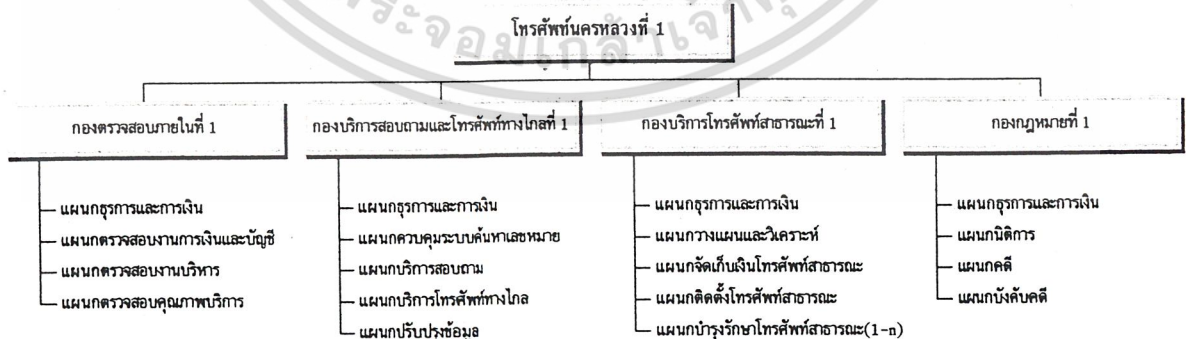 พระจอมเกล้าเจ้าคุณ
โทรศัพท์นครหลวงที่ 1
กองตรวจสอบภายในที่ 1
แผนกธุรการและการเงิน
แผนกตรวจสอบงานการเงินและบัญชี
แผนกตรวจสอบงานบริหาร
แผนกตรวจสอบคุณภาพบริการ
กองบริการสอบถามและโทรศัพท์ทางไกลที่ 1
แผนกธุรการและการเงิน
แผนกควบคุมระบบค้นหาเลขหมาย
แผนกบริการสอบถาม
แผนกบริการโทรศัพท์ทางไกล
แผนกปรับปรุงข้อมูล
กองบริการโทรศัพท์สาธารณะที่ 1
แผนกธุรการและการเงิน
แผนกวางแผนและวิเคราะห์
แผนกจัดเก็บเงินโทรศัพท์สาธารณะ
แผนกติดตั้งโทรศัพท์สาธารณะ
แผนกบำรุงรักษาโทรศัพท์สาธารณะ(1-n)
กองกฎหมายที่ 1
แผนกธุรการและการเงิน
แผนกนิติการ
แผนกคดี
แผนกบังคับคดี